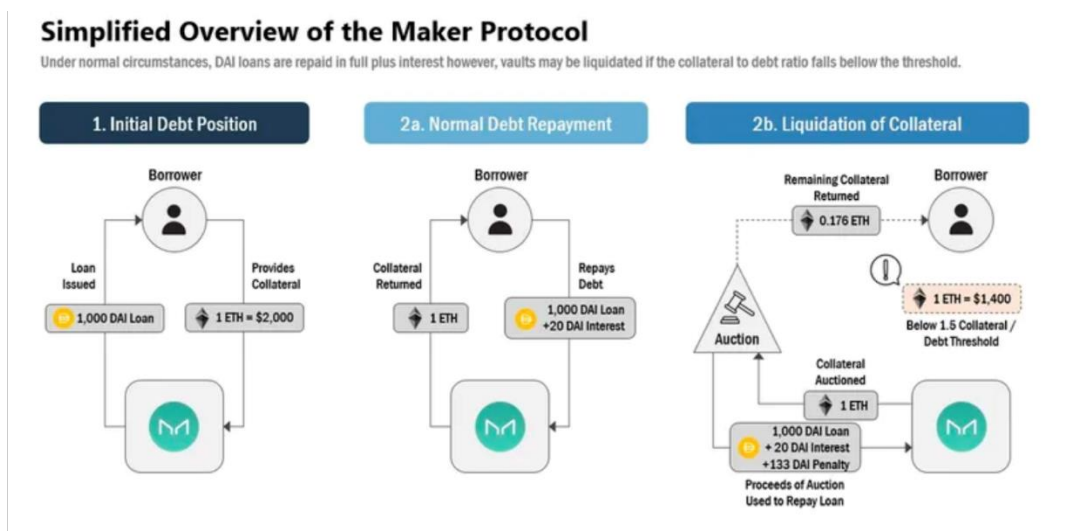 Simplified Overview of the Maker Protocol
Under normal circumstances, DAI loans are repaid in full plus interest however, vaults may be liquidated if the collateral to debt ratio falls bellow the threshold.
1. Initial Debt Position
Borrower
Loan
Issued
Provides
Collateral
1,000 DAI Loan
1 ETH = $2,000
2a. Normal Debt Repayment
Borrower
Collateral
Returned
Repays
Debt
1 ETH
1,000 DAI Loan
+20 DAI Interest
2b. Liquidation of Collateral
Remaining Collateral
Returned
Borrower
0.176 ETH
1 ETH = $1,400
Below 1.5 Collateral /
Debt Threshold
Auction
Collateral
Auctioned
1 ETH
1,000 DAI Loan
+ 20 DAI Interest
+133 DAI Penalty
Proceeds of Auction
Used to Repay Loan